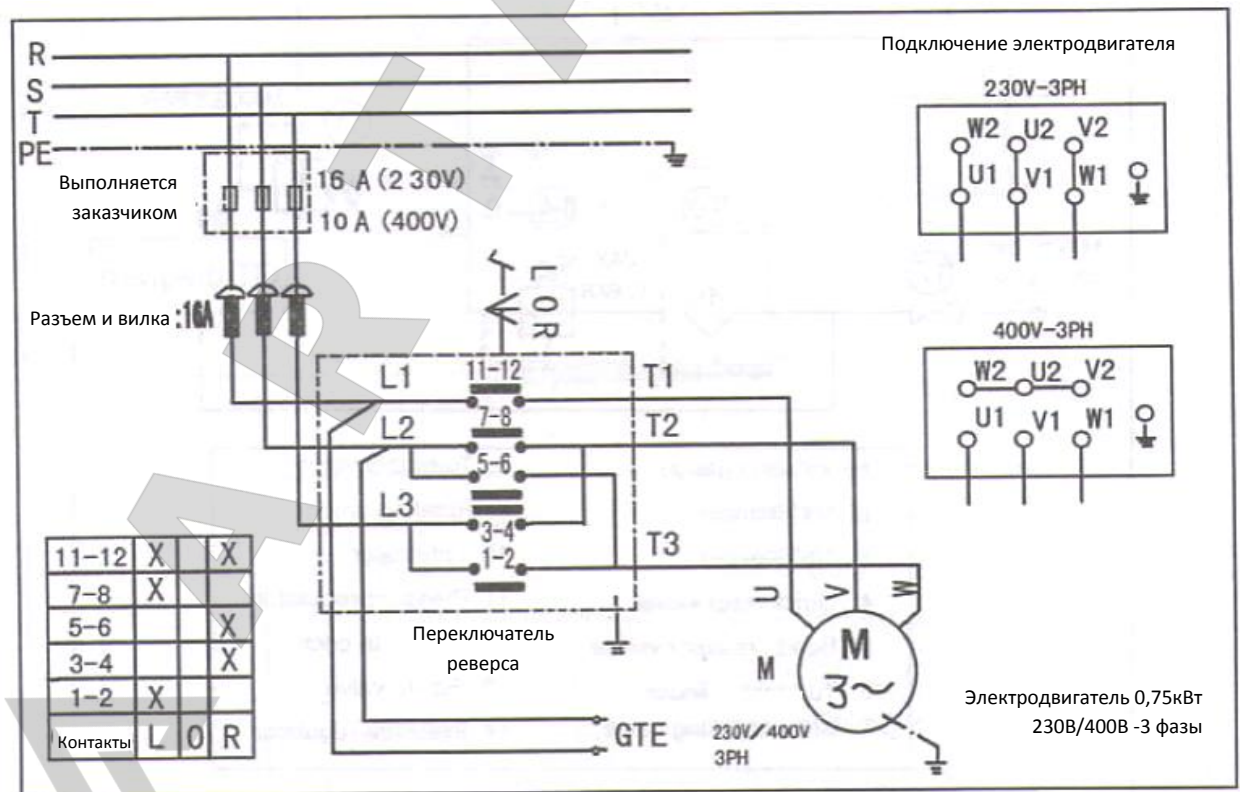 R
S
T
PE
Подключение электродвигателя
230V-3PH
W2 U2 V2
U1 V1 W1
Выполняется
заказчиком
16 A (230V)
10 A (400V)
Разъем и вилка :16A
L O R
400V-3PH
W2 U2 V2
U1 V1 W1
L1
11-12
T1
7-8
L2
T2
5-6
L3
3-4
T3
1-2
U V W
M
3~
M
Переключатель
реверса
GTE
230V/400V
3PH
Электродвигатель 0,75кВт
230В/400В -3 фазы
11-12 X X
7-8 X
5-6 X
3-4 X
1-2 X
Контакты L O R